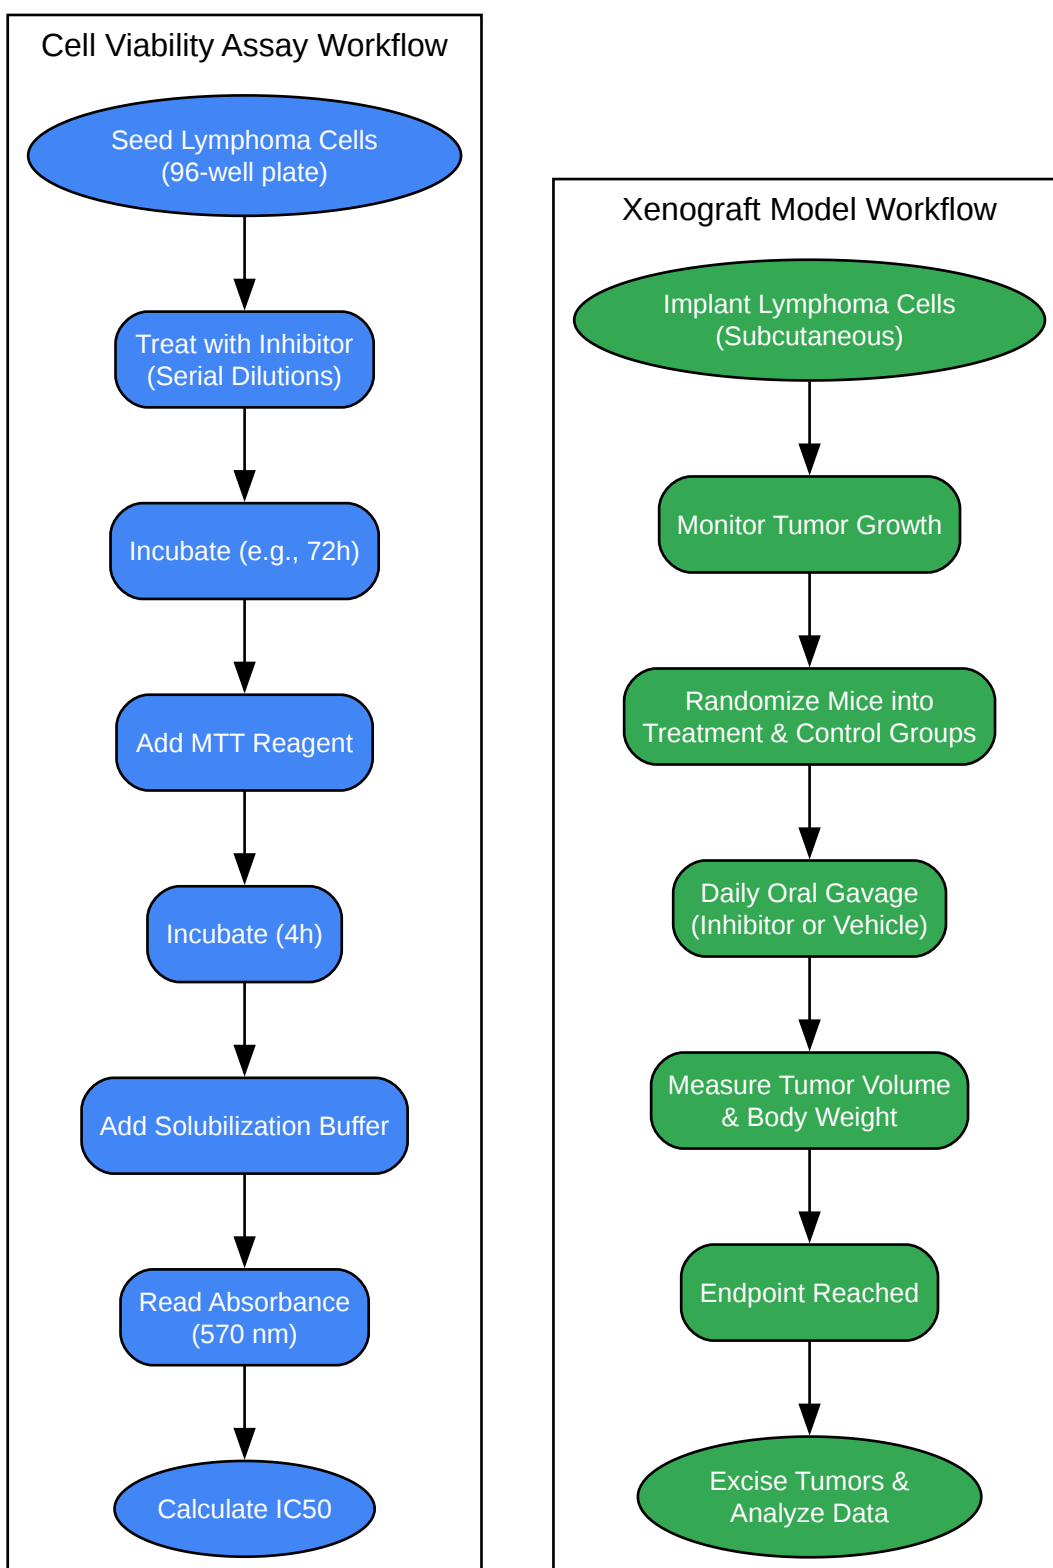 Cell Viability Assay Workflow
Seed Lymphoma Cells
(96-well plate)
Treat with Inhibitor
(Serial Dilutions)
Incubate (e.g., 72h)
Add MTT Reagent
Incubate (4h)
Add Solubilization Buffer
Read Absorbance
(570 nm)
Calculate IC50
Xenograft Model Workflow
Implant Lymphoma Cells
(Subcutaneous)
Monitor Tumor Growth
Randomize Mice into
Treatment & Control Groups
Daily Oral Gavage
(Inhibitor or Vehicle)
Measure Tumor Volume
& Body Weight
Endpoint Reached
Excise Tumors &
Analyze Data